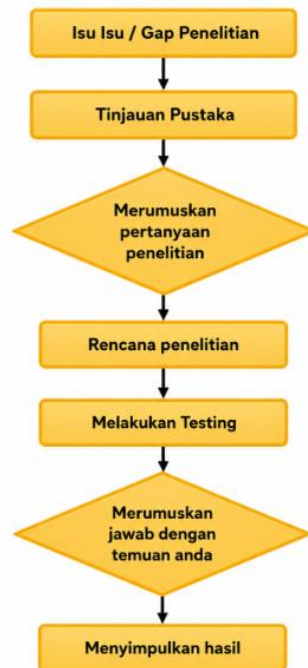 Isu Isu / Gap Penelitian
Tinjauan Pustaka
Merumuskan
pertanyaan
penelitian
Rencana penelitian
Melakukan Testing
Merumuskan
jawab dengan
temuan anda
Menyimpulkan hasil